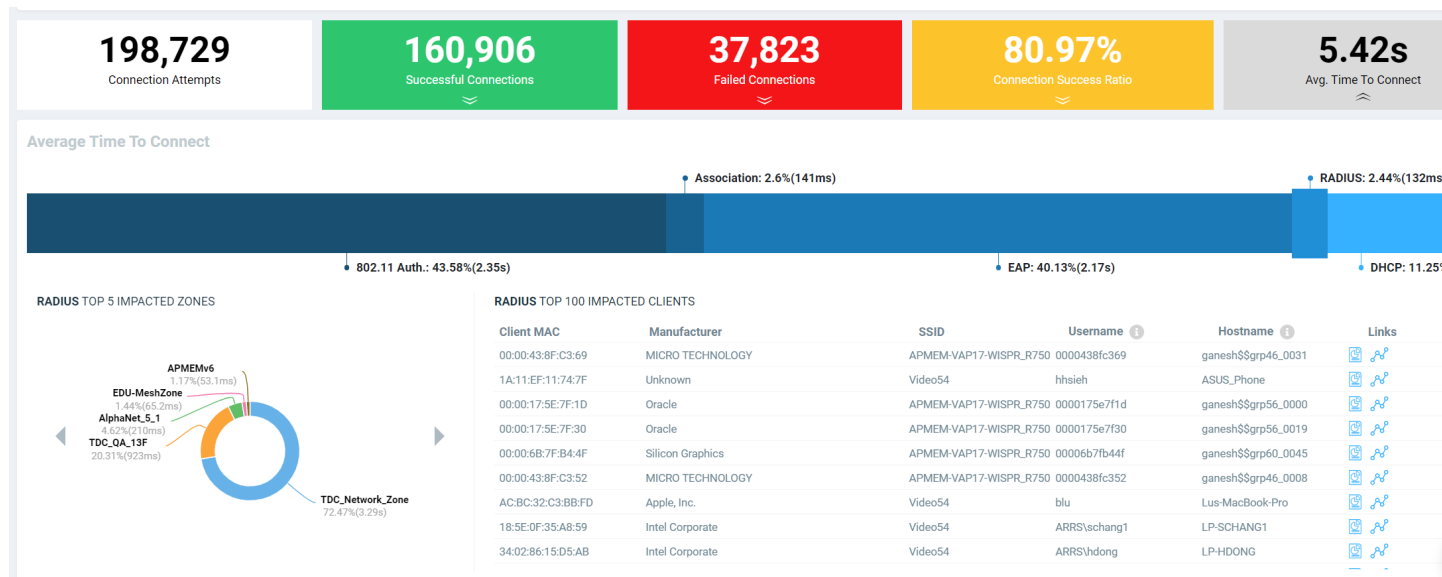 198,729
Connection Attempts
160,906
Successful Connections
37,823
Failed Connections
80.97%
Connection Success Ratio
5.42s
Avg. Time To Connect
Average Time To Connect
Association: 2.6%(141ms)
RADIUS: 2.44%(132ms
802.11 Auth.: 43.58%(2.35s)
EAP: 40.13%(2.17s)
DHCP: 11.25%
RADIUS TOP 5 IMPACTED ZONES
APMEMv6
1.17%(53.1ms)
EDU-MeshZone
1.44%(65.2ms)
AlphaNet_5_1
4.62%(210ms)
TDC_QA_13F
20.31%(923ms)
TDC_Network_Zone
72.47%(3.29s)
RADIUS TOP 100 IMPACTED CLIENTS
Client MAC Manufacturer SSID Username i Hostname i Links
00:00:43:8F:C3:69 MICRO TECHNOLOGY APMEM-VAP17-WISPR_R750 0000438fc369 ganesh$$grp46_0031
1A:11:EF:11:74:7F Unknown Video54 hhsieh ASUS_Phone
00:00:17:5E:7F:1D Oracle APMEM-VAP17-WISPR_R750 0000175e7f1d ganesh$$grp56_0000
00:00:17:5E:7F:30 Oracle APMEM-VAP17-WISPR_R750 0000175e7f30 ganesh$$grp56_0019
00:00:6B:7F:B4:4F Silicon Graphics APMEM-VAP17-WISPR_R750 00006b7fb44f ganesh$$grp60_0045
00:00:43:8F:C3:52 MICRO TECHNOLOGY APMEM-VAP17-WISPR_R750 0000438fc352 ganesh$$grp46_0008
AC:BC:32:C3:BB:FD Apple, Inc. Video54 blu Lus-MacBook-Pro
18:5E:0F:35:A8:59 Intel Corporate Video54 ARRS\schang1 LP-SCHANG1
34:02:86:15:D5:AB Intel Corporate Video54 ARRS\hdong LP-HDONG